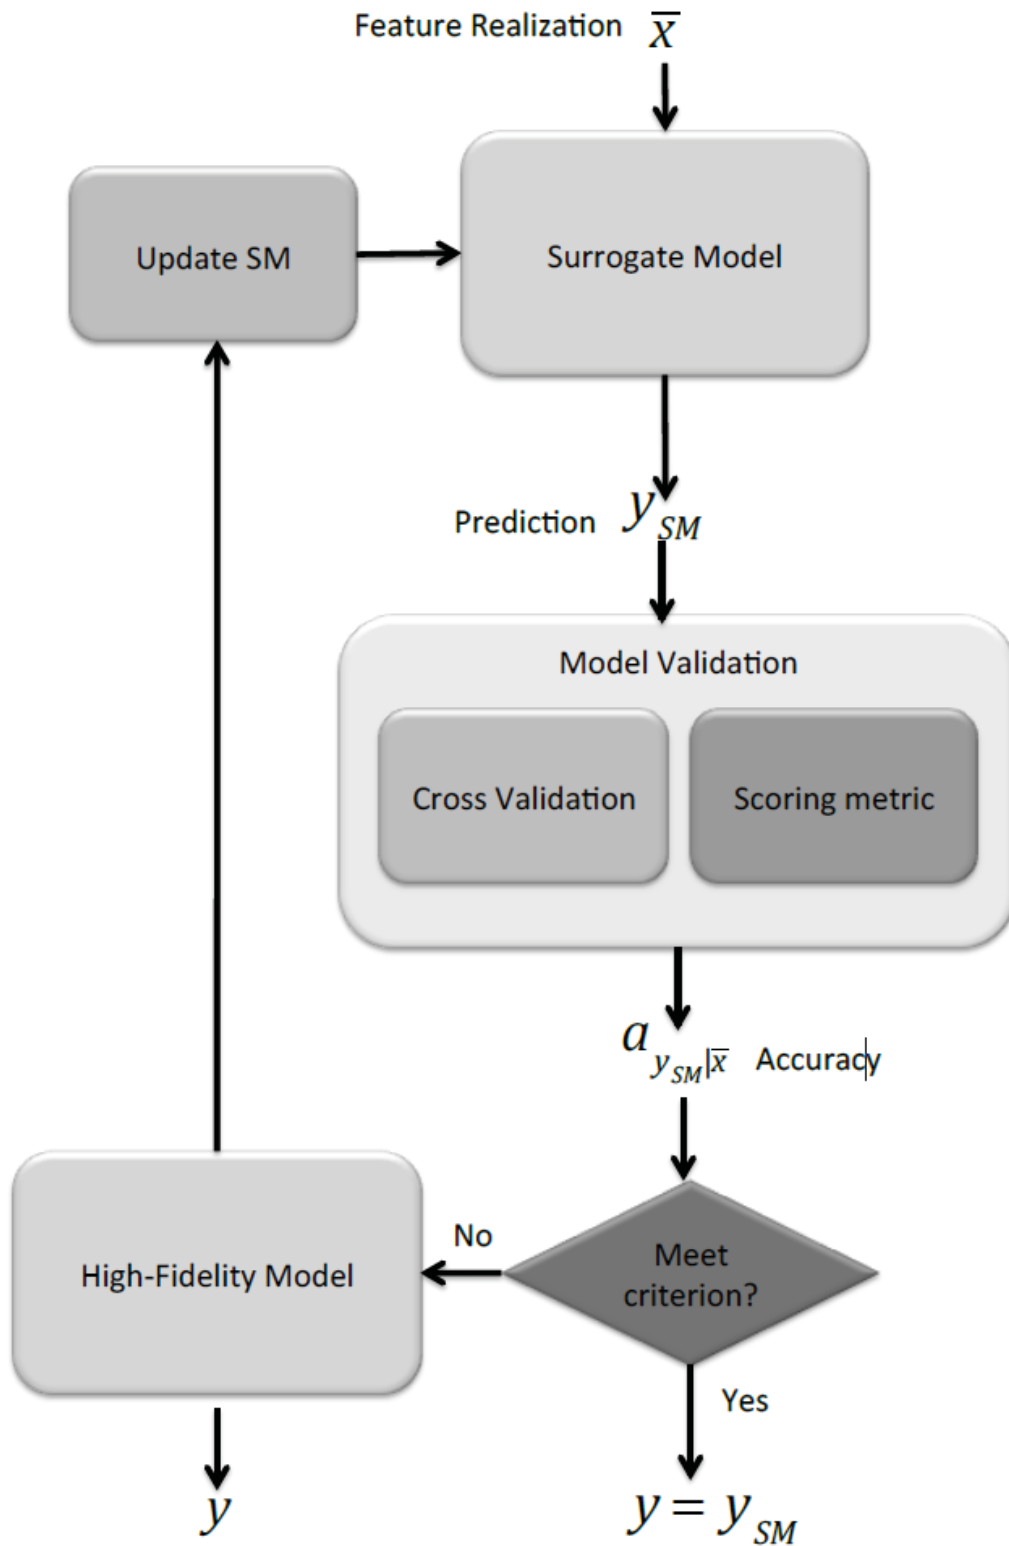 Feature Realization x̅
Update SM
Surrogate Model
Prediction y_SM
Model Validation
Cross Validation
Scoring metric
a_{y_SM|x̅} Accuracy
No
Meet
criterion?
High-Fidelity Model
Yes
y
y = y_SM